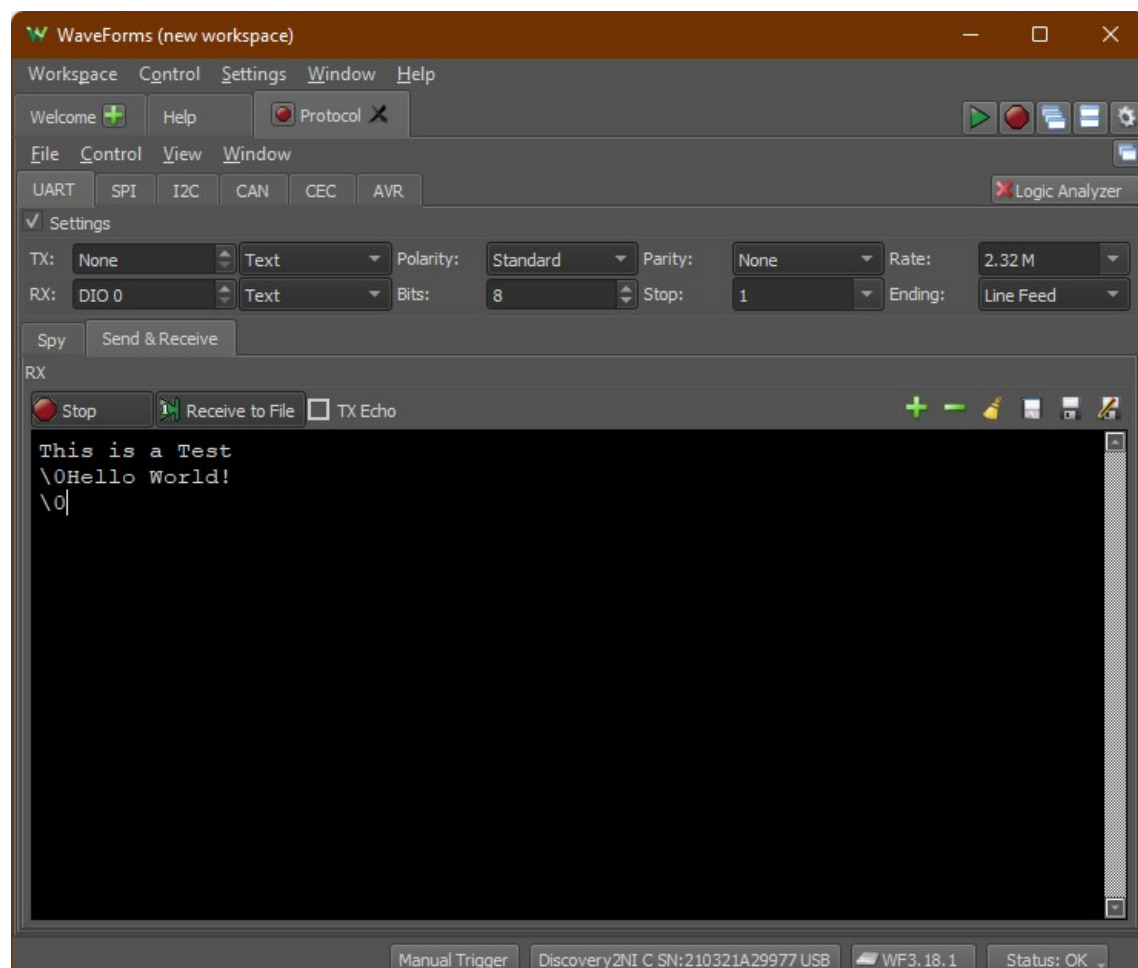 WaveForms (new workspace)
Workspace Control Settings Window Help
Welcome Help Protocol
File Control View Window
UART SPI I2C CAN CEC AVR Logic Analyzer
Settings
TX: None Text Polarity: Standard Parity: None Rate: 2.32 M
RX: DIO 0 Text Bits: 8 Stop: 1 Ending: Line Feed
Spy Send & Receive
RX
Stop Receive to File TX Echo
This is a Test
\0Hello World!
\0
Manual Trigger Discovery2NI C SN:210321A29977 USB WF3.18.1 Status: OK